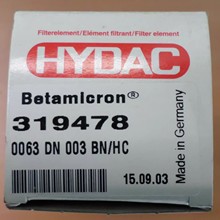 Filterelement/Elément filtrant/Filter element
HYDAC
Betamicron®
319478
0063 DN 003 BN/HC
15.09.03
Made in Germany